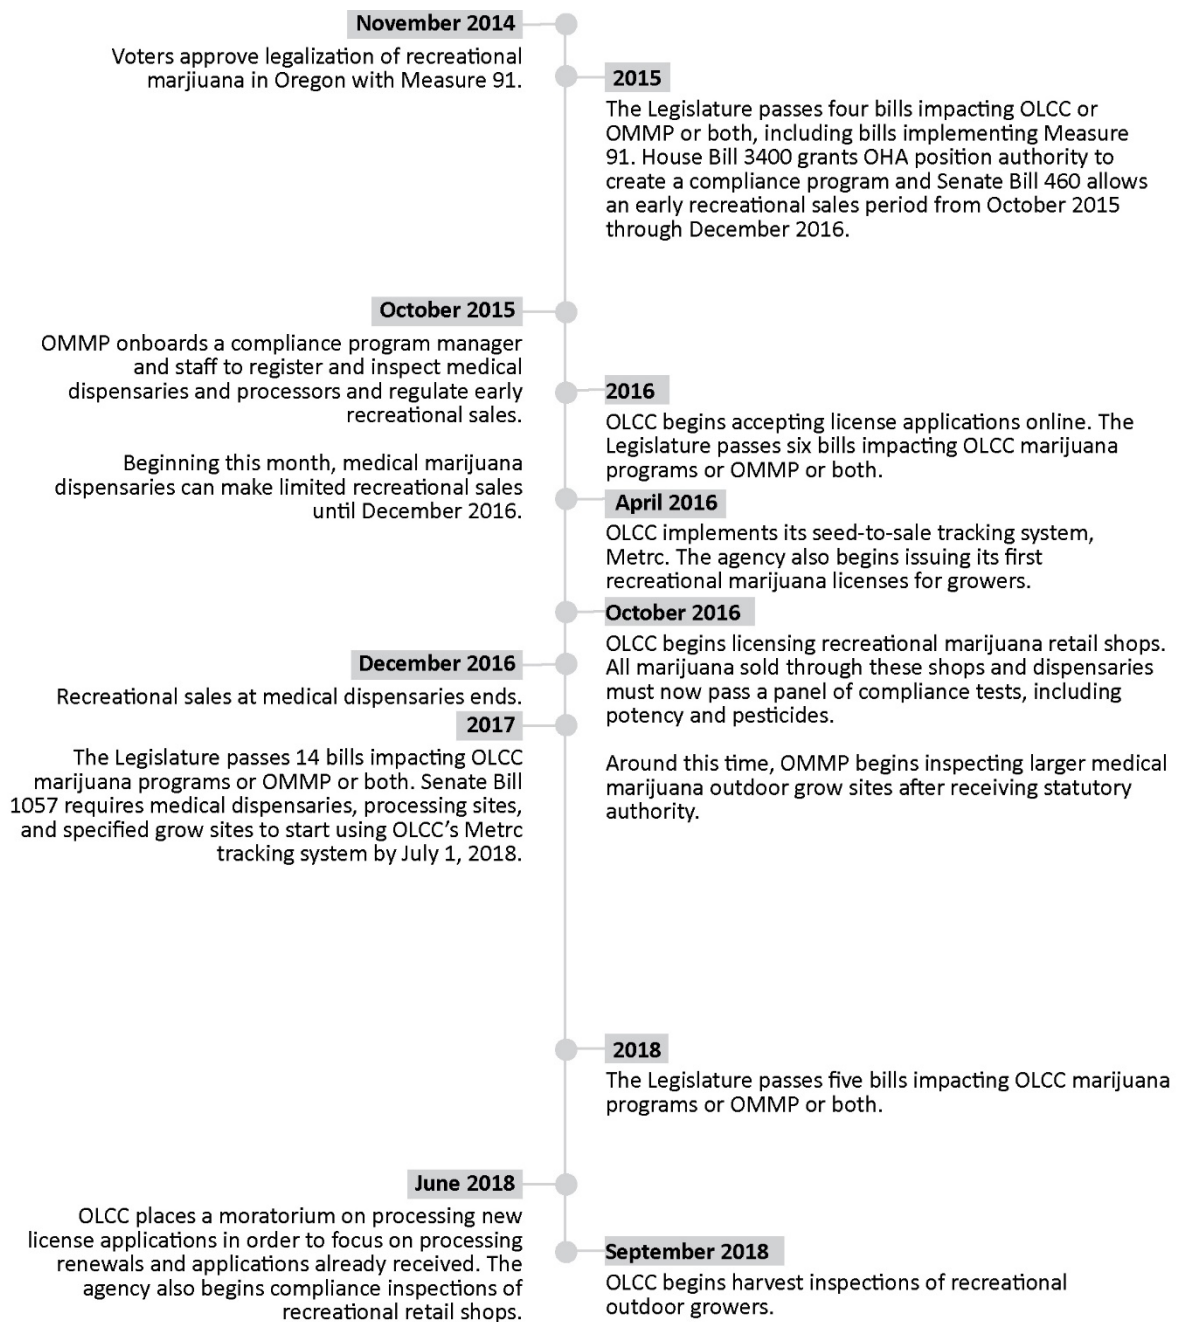 November 2014
Voters approve legalization of recreational
marjiuana in Oregon with Measure 91.
2015
The Legislature passes four bills impacting OLCC or
OMMP or both, including bills implementing Measure
91. House Bill 3400 grants OHA position authority to
create a compliance program and Senate Bill 460 allows
an early recreational sales period from October 2015
through December 2016.
October 2015
OMMP onboards a compliance program manager
and staff to register and inspect medical
dispensaries and processors and regulate early
recreational sales.
Beginning this month, medical marijuana
dispensaries can make limited recreational sales
until December 2016.
2016
OLCC begins accepting license applications online. The
Legislature passes six bills impacting OLCC marijuana
programs or OMMP or both.
April 2016
OLCC implements its seed-to-sale tracking system,
Metrc. The agency also begins issuing its first
recreational marijuana licenses for growers.
October 2016
OLCC begins licensing recreational marijuana retail shops.
All marijuana sold through these shops and dispensaries
must now pass a panel of compliance tests, including
potency and pesticides.
Around this time, OMMP begins inspecting larger medical
marijuana outdoor grow sites after receiving statutory
authority.
December 2016
Recreational sales at medical dispensaries ends.
2017
The Legislature passes 14 bills impacting OLCC
marijuana programs or OMMP or both. Senate Bill
1057 requires medical dispensaries, processing sites,
and specified grow sites to start using OLCC's Metrc
tracking system by July 1, 2018.
2018
The Legislature passes five bills impacting OLCC marijuana
programs or OMMP or both.
June 2018
OLCC places a moratorium on processing new
license applications in order to focus on processing
renewals and applications already received. The
agency also begins compliance inspections of
recreational retail shops.
September 2018
OLCC begins harvest inspections of recreational
outdoor growers.